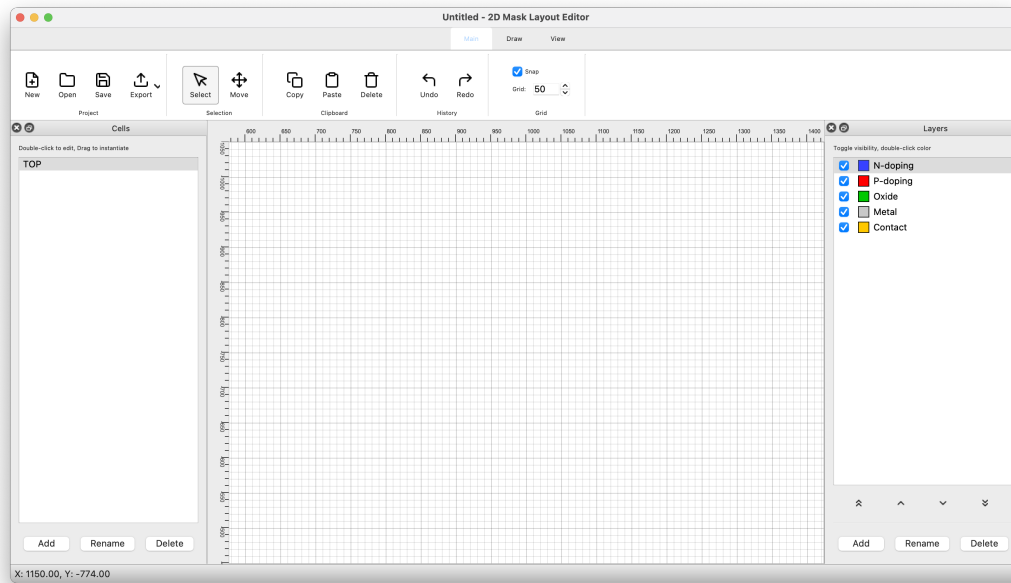 Untitled - 2D Mask Layout Editor
Main Draw View
New Open Save Export Select Move Copy Paste Delete Undo Redo
Snap
Grid: 50
Project Selection Clipboard History Grid
Cells
Double-click to edit, Drag to instantiate
TOP
Add Rename Delete
600 650 700 750 800 850 900 950 1000 1050 1100 1150 1200 1250 1300 1350 1400
Layers
Toggle visibility, double-click color
N-doping
P-doping
Oxide
Metal
Contact
Add Rename Delete
X: 1150.00, Y: -774.00